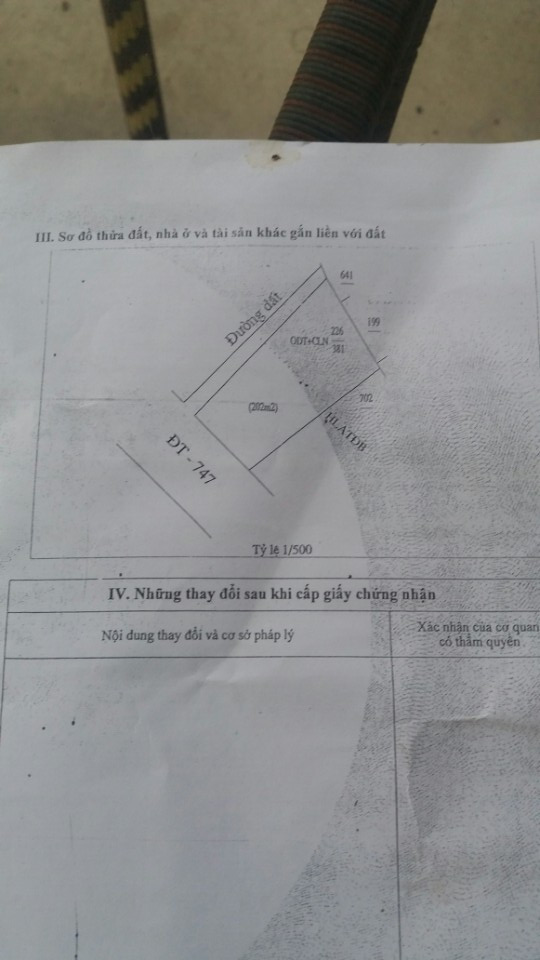 III. Sơ đồ thửa đất, nhà ở và tài sản khác gắn liền với đất
641
Đường đất
199
ODT+CLN 226
381
702
(202m2)
HLATĐB
ĐT - 747
Tỷ lệ 1/500
IV. Những thay đổi sau khi cấp giấy chứng nhận
Nội dung thay đổi và cơ sở pháp lý
Xác nhận của cơ quan
có thẩm quyền